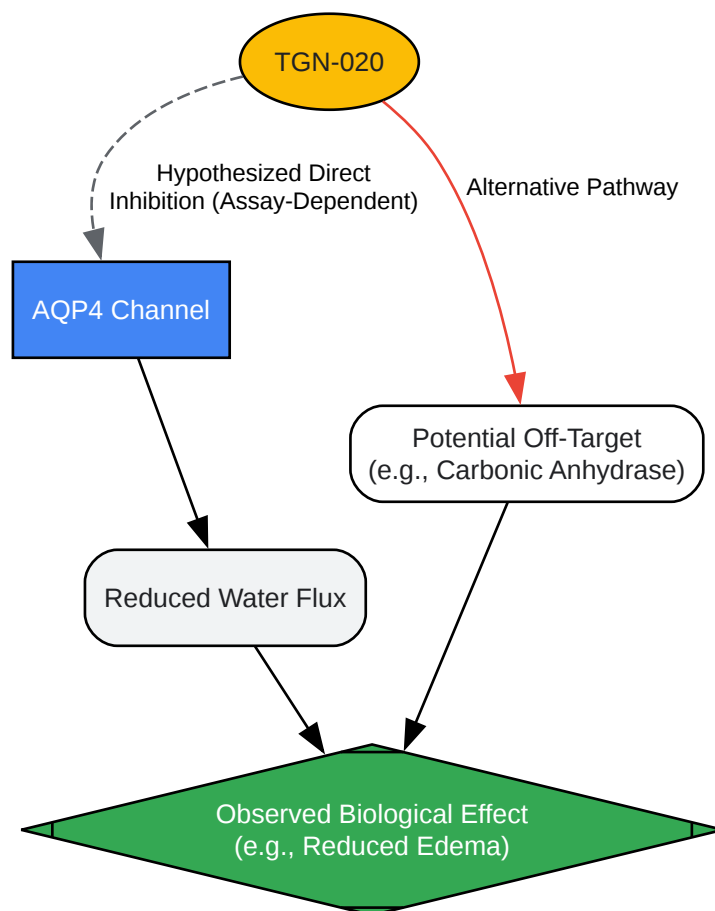 TGN-020
Hypothesized Direct
Inhibition (Assay-Dependent)
Alternative Pathway
AQP4 Channel
Potential Off-Target
(e.g., Carbonic Anhydrase)
Reduced Water Flux
Observed Biological Effect
(e.g., Reduced Edema)